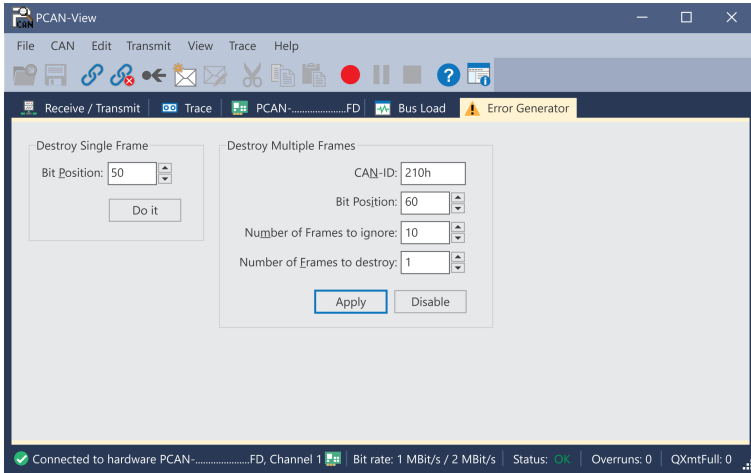 CAN
PCAN-View
File CAN Edit Transmit View Trace Help
Receive / Transmit Trace PCAN-......................FD Bus Load Error Generator
Destroy Single Frame
Bit Position: 50
Do it
Destroy Multiple Frames
CAN-ID: 210h
Bit Position: 60
Number of Frames to ignore: 10
Number of Frames to destroy: 1
Apply Disable
Connected to hardware PCAN-......................FD, Channel 1 Bit rate: 1 MBit/s / 2 MBit/s Status: OK Overruns: 0 QXmtFull: 0